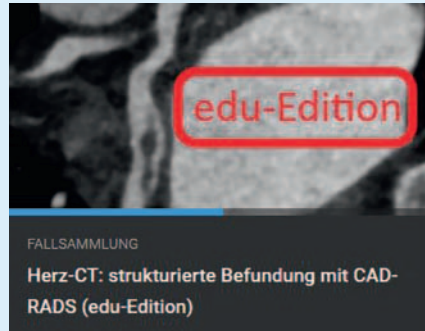 edu-Edition
FALLSAMMLUNG
Herz-CT: strukturierte Befundung mit CAD-
RADS (edu-Edition)